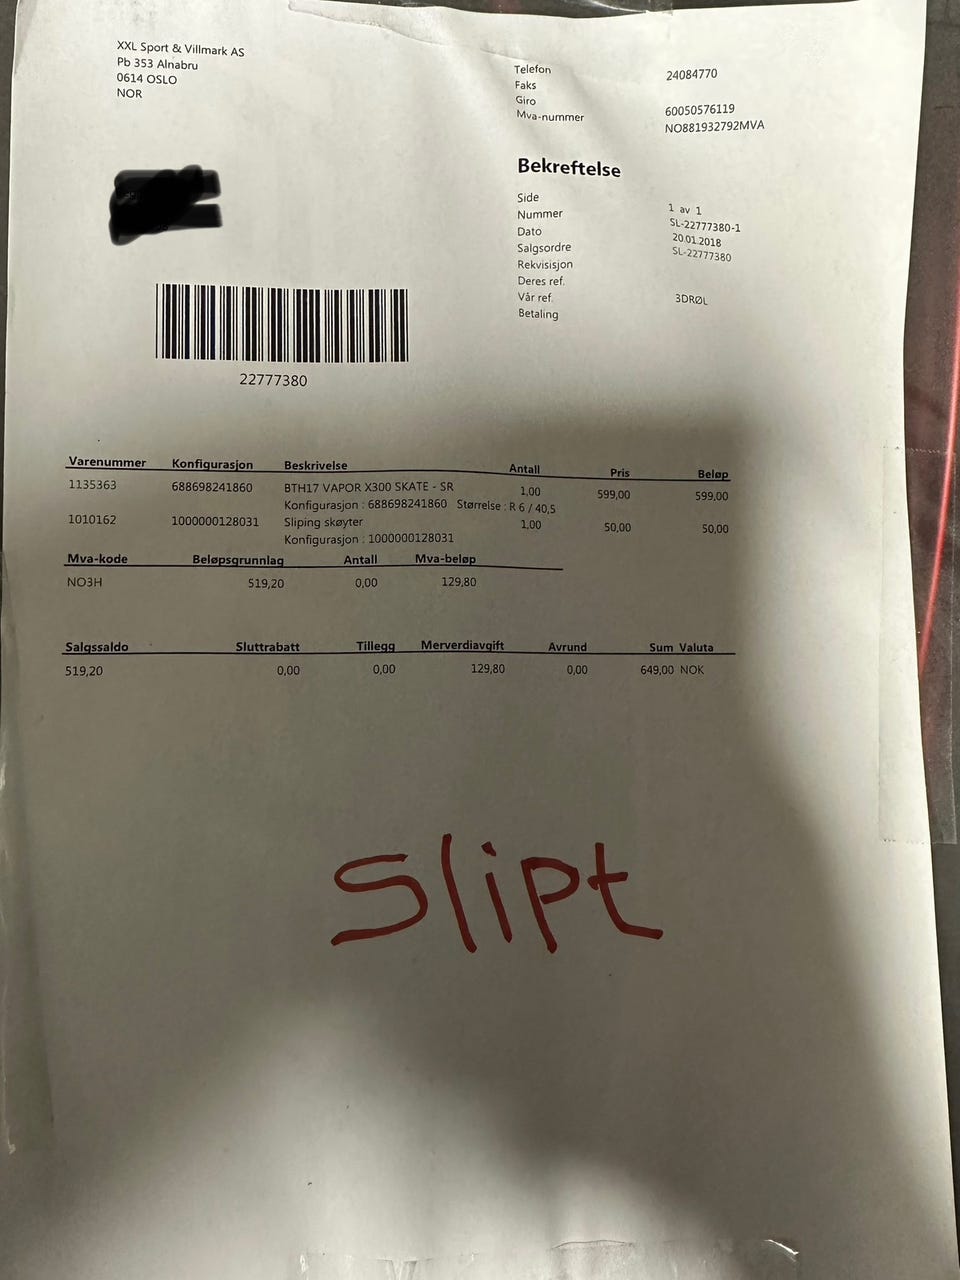 XXL Sport & Villmark AS
Pb 353 Alnabru
0614 OSLO
NOR
Telefon 24084770
Faks
Giro 60050576119
Mva-nummer NO881932792MVA
Bekreftelse
Side 1 av 1
Nummer SL-22777380-1
Dato 20.01.2018
Salgsordre SL-22777380
Rekvisisjon
Deres ref.
Vår ref. 3DRØL
Betaling
22777380
Varenummer Konfigurasjon Beskrivelse Antall Pris Beløp
1135363 688698241860 BTH17 VAPOR X300 SKATE - SR 1,00 599,00 599,00
Konfigurasjon : 688698241860 Størrelse : R 6 / 40,5
1010162 1000000128031 Sliping skøyter 1,00 50,00 50,00
Konfigurasjon : 1000000128031
Mva-kode Beløpsgrunnlag Antall Mva-beløp
NO3H 519,20 0,00 129,80
Salgssaldo Sluttrabatt Tillegg Merverdiavgift Avrund Sum Valuta
519,20 0,00 0,00 129,80 0,00 649,00 NOK
Slipt